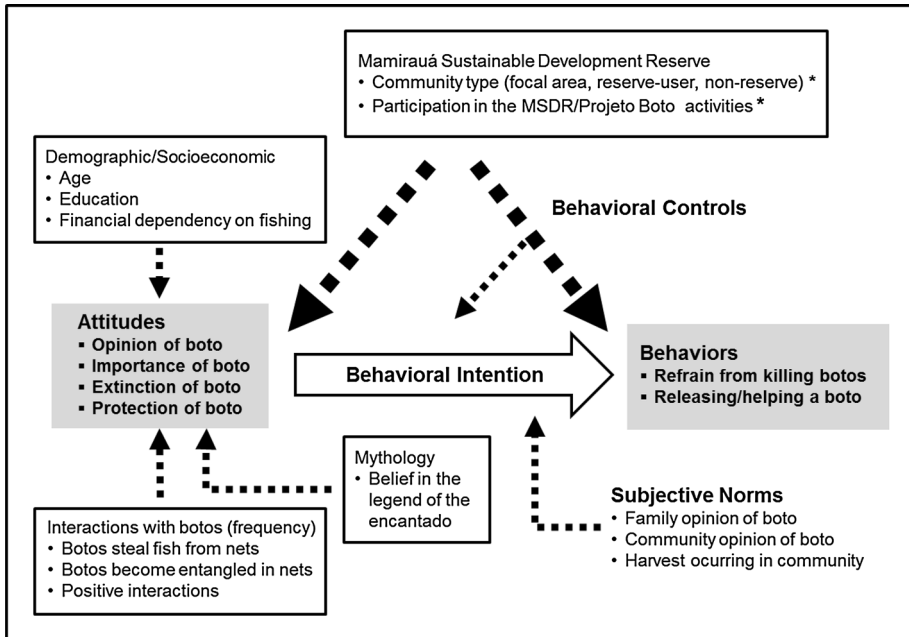 Mamirauá Sustainable Development Reserve
• Community type (focal area, reserve-user, non-reserve) *
• Participation in the MSDR/Projeto Boto activities *
Demographic/Socioeconomic
• Age
• Education
• Financial dependency on fishing
Behavioral Controls
Attitudes
▪ Opinion of boto
▪ Importance of boto
▪ Extinction of boto
▪ Protection of boto
Behavioral Intention
Behaviors
▪ Refrain from killing botos
▪ Releasing/helping a boto
Mythology
• Belief in the
legend of the
encantado
Interactions with botos (frequency)
• Botos steal fish from nets
• Botos become entangled in nets
• Positive interactions
Subjective Norms
• Family opinion of boto
• Community opinion of boto
• Harvest ocurring in community